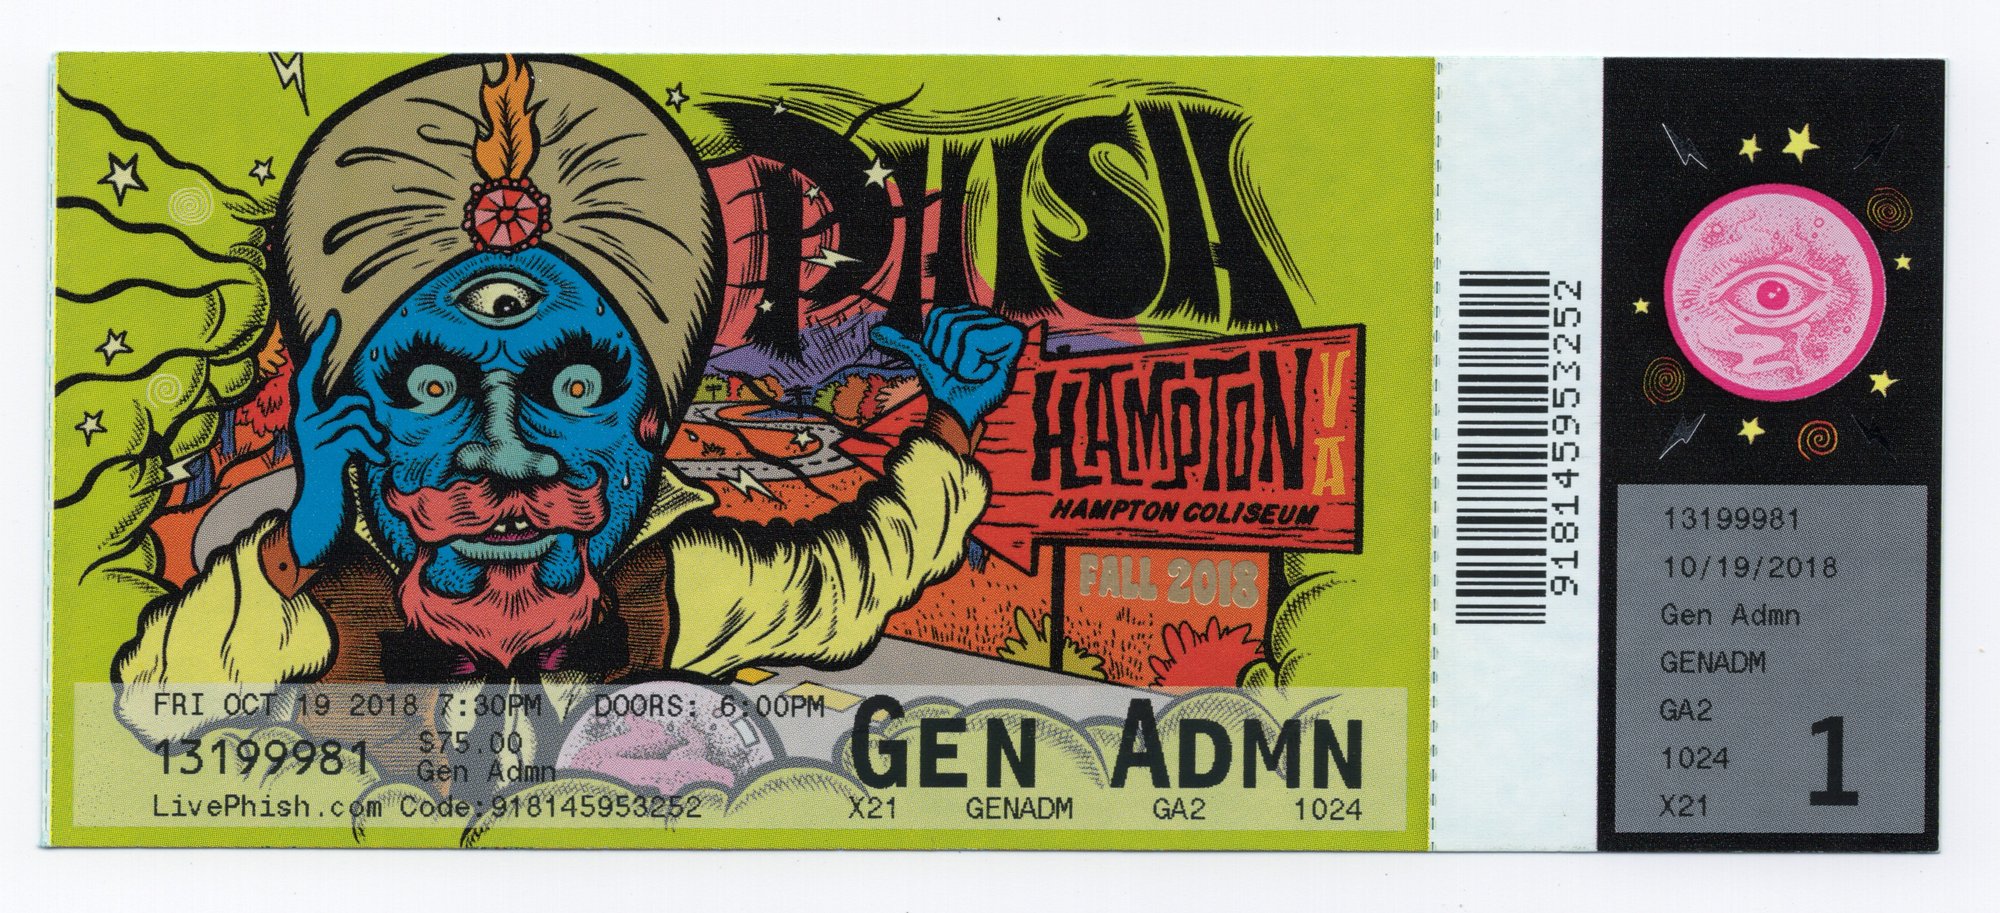 PHISH
HAMPTON VA
HAMPTON COLISEUM
FALL 2018
FRI OCT 19 2018 7:30PM / DOORS: 6:00PM
13199981
$75.00
Gen Admn
LivePhish.com Code:918145953252
GEN ADMN
X21 GENADM GA2 1024
918145953252
13199981
10/19/2018
Gen Admn
GENADM
GA2
1024
X21
1